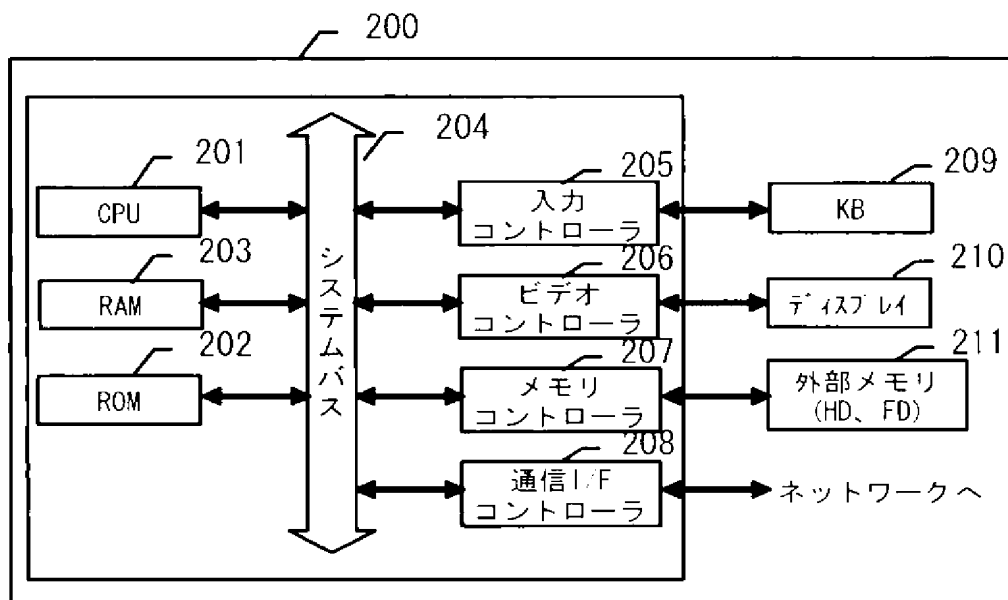 200
204
201
CPU
203
RAM
202
ROM
システムバス
205
入力
コントローラ
206
ビデオ
コントローラ
207
メモリ
コントローラ
208
通信I/F
コントローラ
209
KB
210
ディスプレイ
211
外部メモリ
(HD、FD)
ネットワークへ